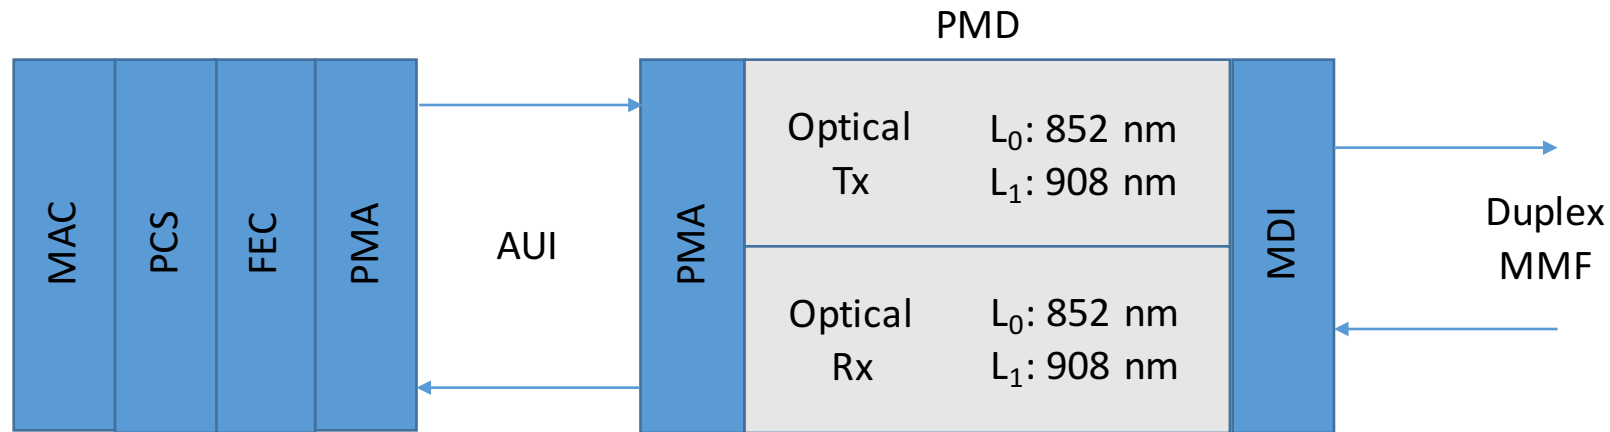 PMD
MAC
PCS
FEC
PMA
AUI
PMA
Optical
Tx
L₀: 852 nm
L₁: 908 nm
Optical
Rx
L₀: 852 nm
L₁: 908 nm
MDI
Duplex
MMF